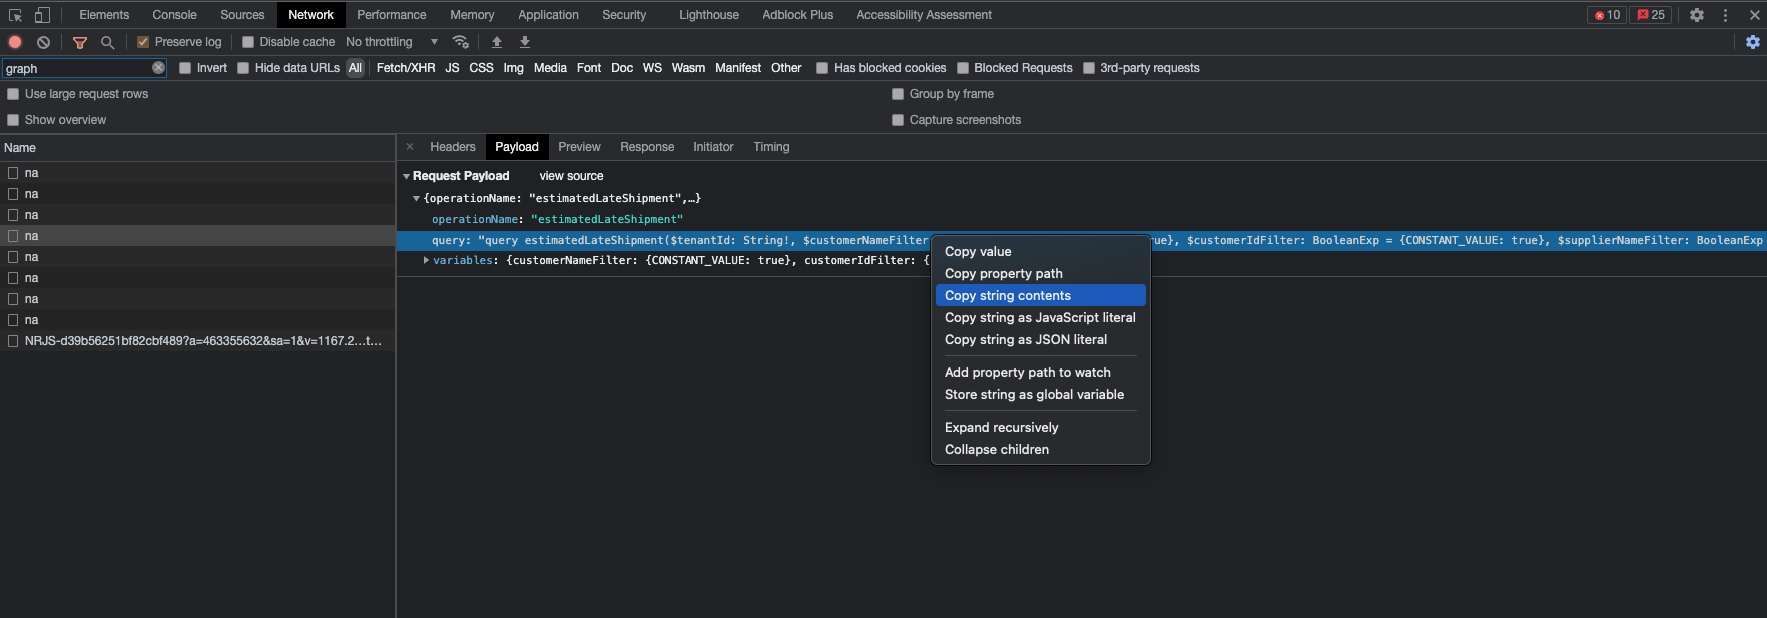 Elements Console Sources Network Performance Memory Application Security Lighthouse Adblock Plus Accessibility Assessment 10 25
Preserve log Disable cache No throttling
graph Invert Hide data URLs All Fetch/XHR JS CSS Img Media Font Doc WS Wasm Manifest Other Has blocked cookies Blocked Requests 3rd-party requests
Use large request rows Group by frame
Show overview Capture screenshots
Name
na
na
na
na
na
na
na
na
NRJS-d39b56251bf82cbf489?a=463355632&sa=1&v=1167.2…t…
Headers Payload Preview Response Initiator Timing
Request Payload view source
{operationName: "estimatedLateShipment",…}
operationName: "estimatedLateShipment"
query: "query estimatedLateShipment($tenantId: String!, $customerNameFilter ue}, $customerIdFilter: BooleanExp = {CONSTANT_VALUE: true}, $supplierNameFilter: BooleanExp
variables: {customerNameFilter: {CONSTANT_VALUE: true}, customerIdFilter: {
Copy value
Copy property path
Copy string contents
Copy string as JavaScript literal
Copy string as JSON literal
Add property path to watch
Store string as global variable
Expand recursively
Collapse children